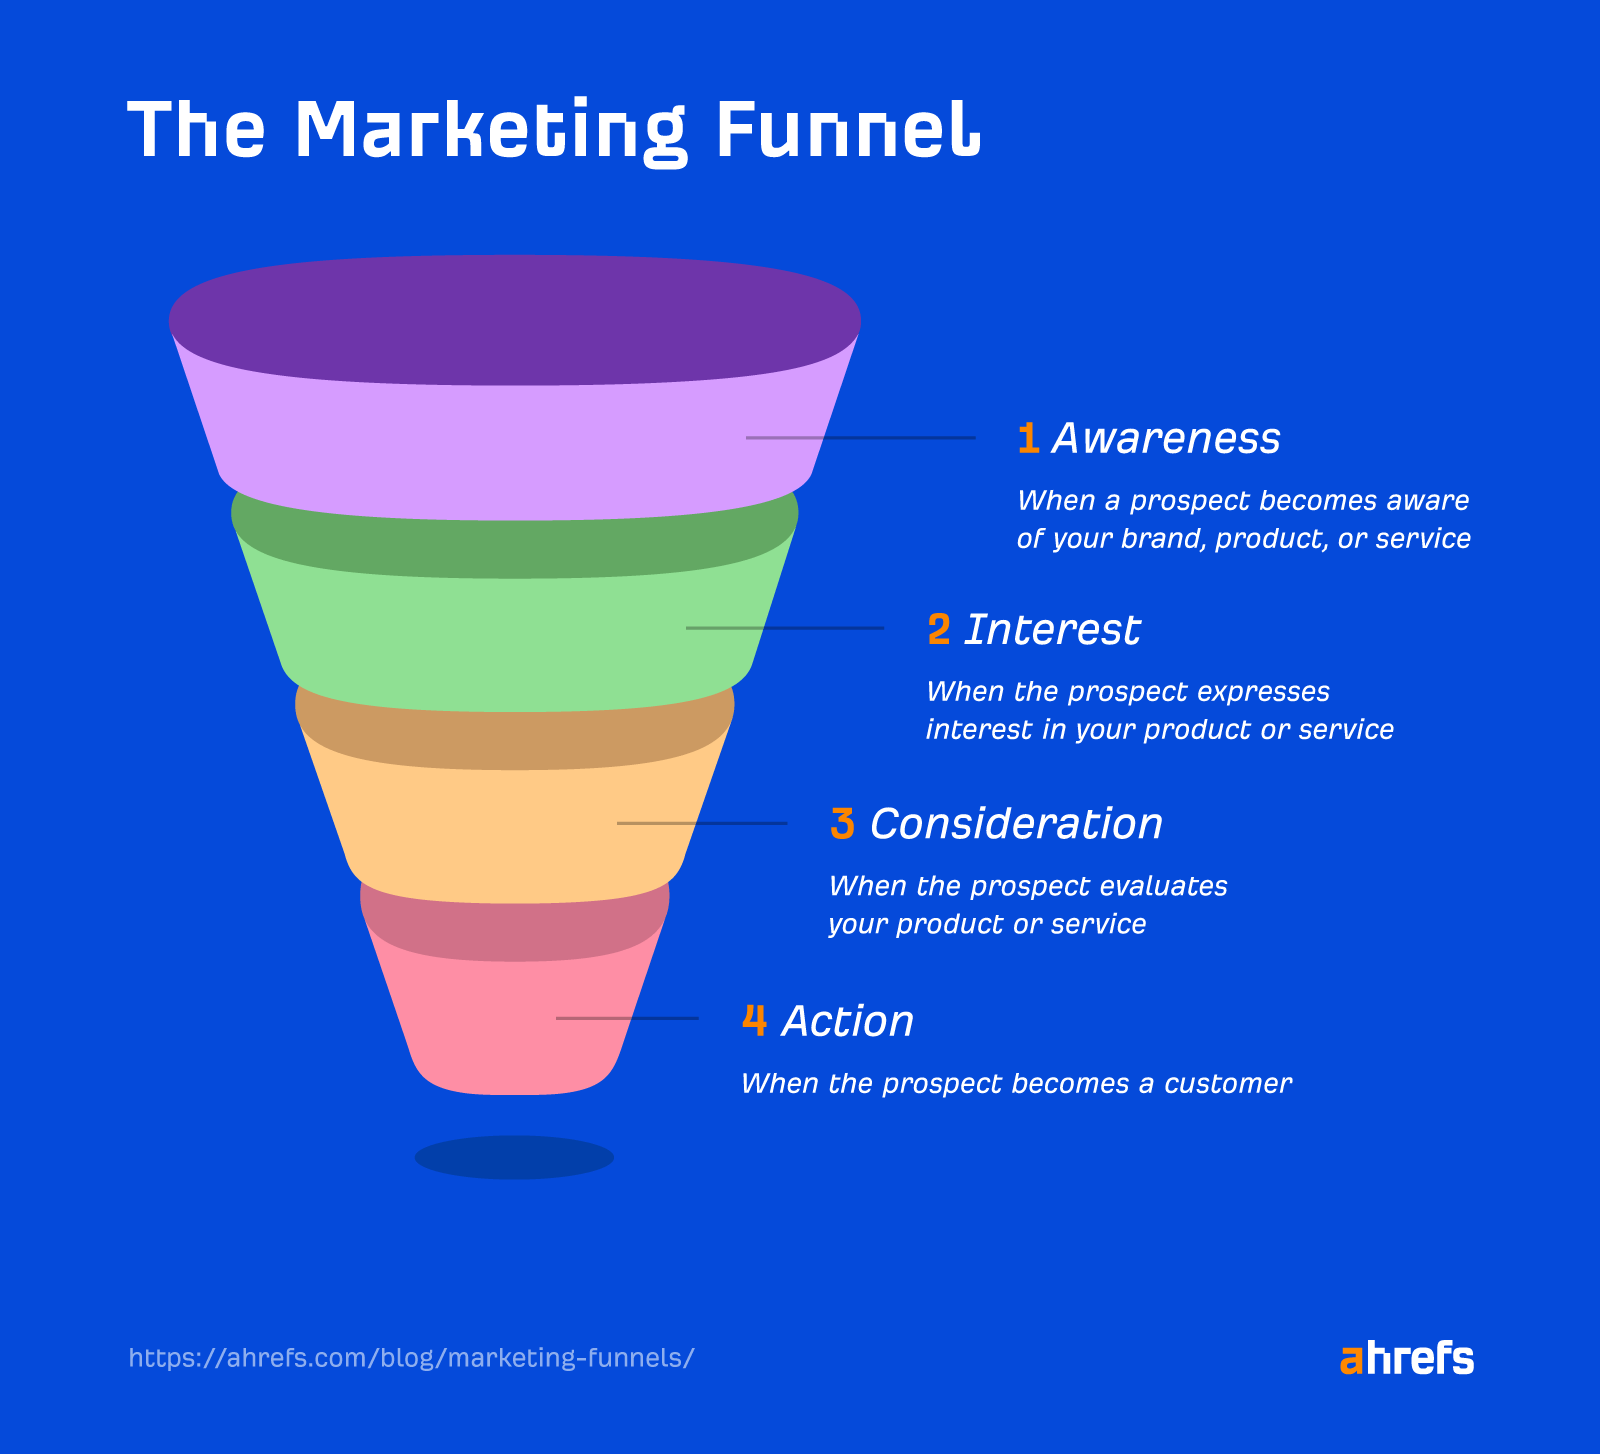 The Marketing Funnel
1 Awareness
When a prospect becomes aware
of your brand, product, or service
2 Interest
When the prospect expresses
interest in your product or service
3 Consideration
When the prospect evaluates
your product or service
4 Action
When the prospect becomes a customer
https://ahrefs.com/blog/marketing-funnels/
ahrefs